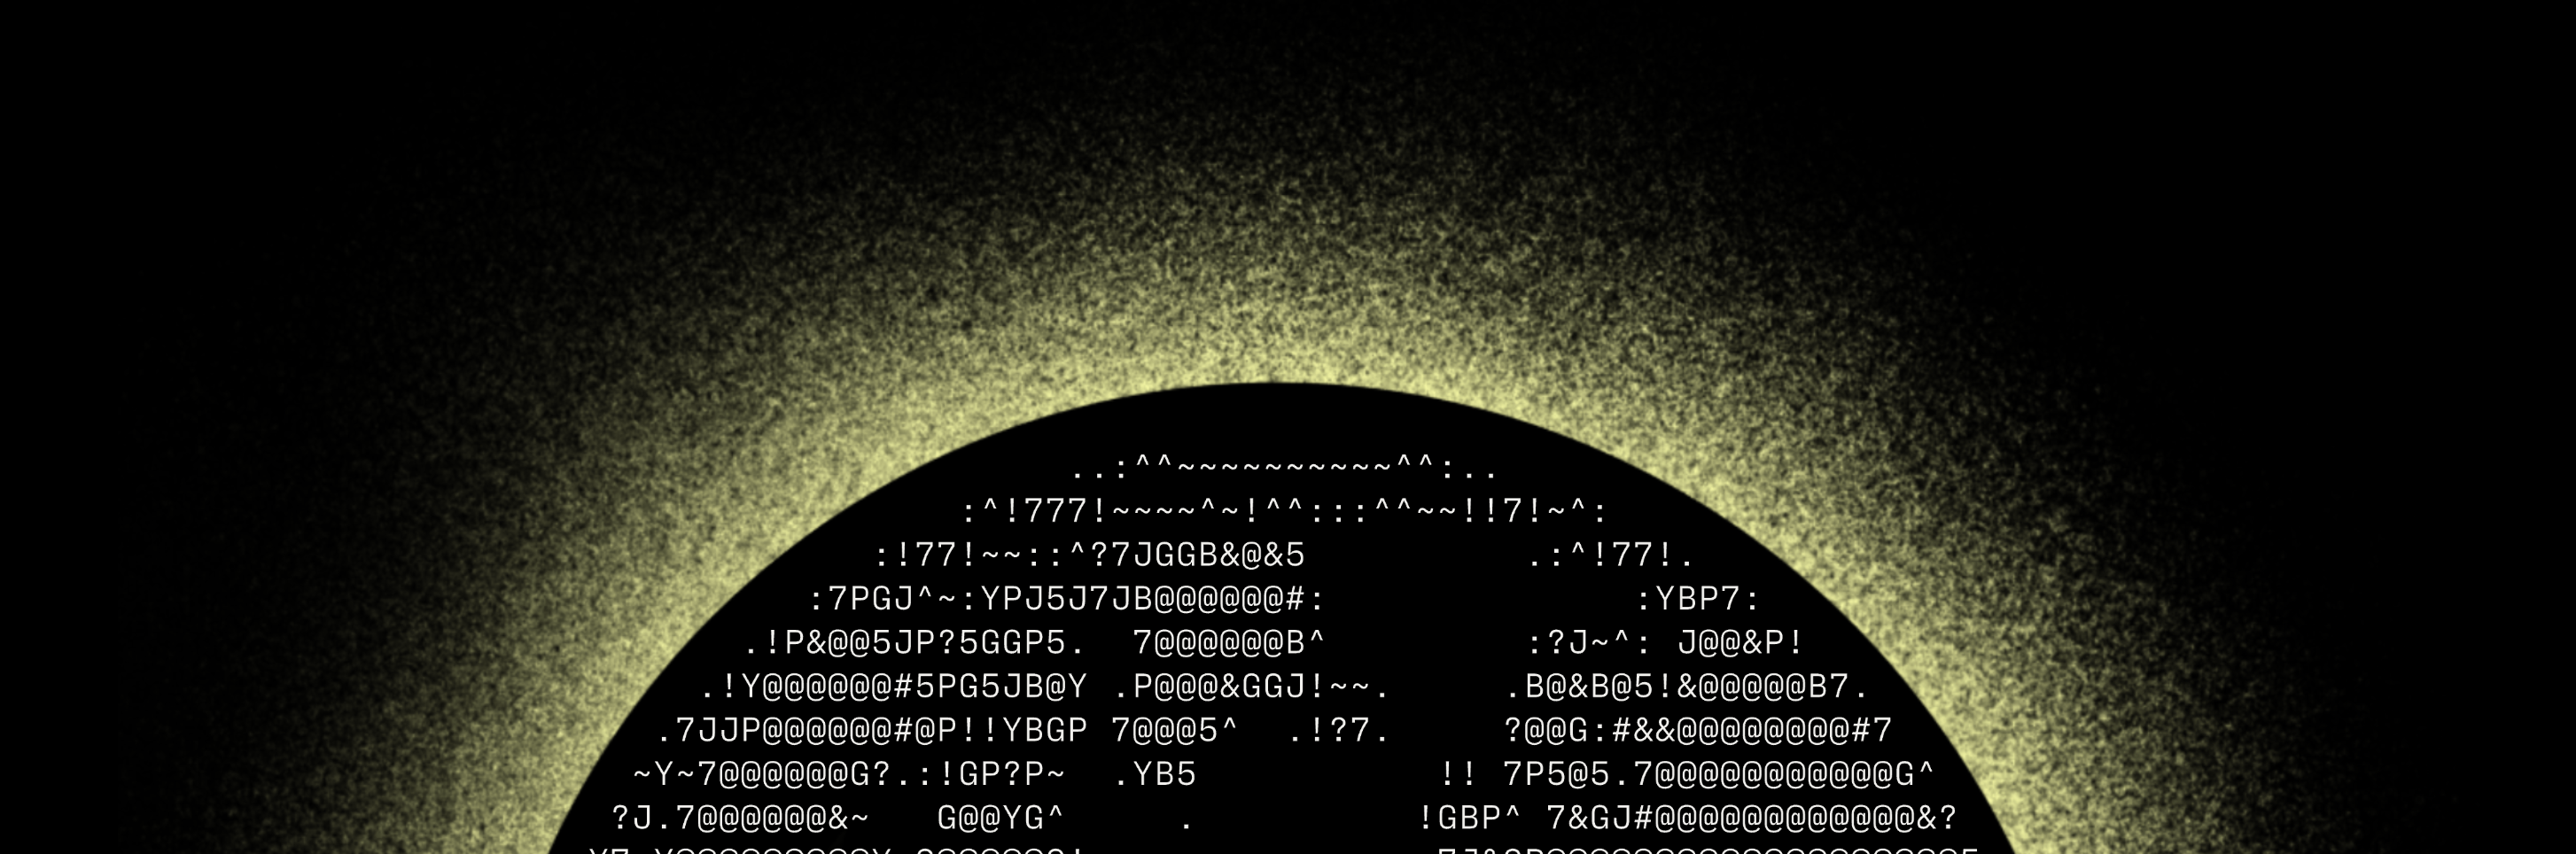 ..:^^~~~~~~~~~~^^:..
:^!777!~~~~^~!^^:::^^~~!!7!~^:
:!77!~~::^?7JGGB&@&5 .:^!77!.
:7PGJ^~:YPJ5J7JB@@@@@@#: :YBP7:
.!P&@@5JP?5GGP5. 7@@@@@@B^ :?J~^: J@@&P!
.!Y@@@@@@#5PG5JB@Y .P@@@&GGJ!~~. .B@&B@5!&@@@@@B7.
.7JJP@@@@@@#@P!!YBGP 7@@@5^ .!?7. ?@@G:#&&@@@@@@@@#7
~Y~7@@@@@@G?.:!GP?P~ .YB5 !! 7P5@5.7@@@@@@@@@@@G^
?J.7@@@@@@&~ G@@YG^ . !GBP^ 7&GJ#@@@@@@@@@@@@&?